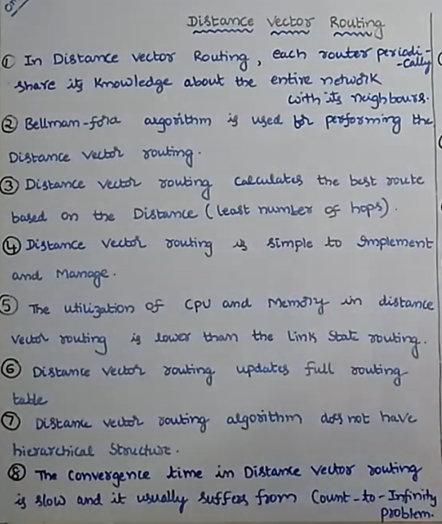 Distance Vector Routing
① In Distance vector Routing, each router periodi-
-cally
share its knowledge about the entire network
with its neighbours.
② Bellman-ford algorithm is used for performing the
Distance vector routing.
③ Distance vector routing calculates the best route
based on the Distance (least number of hops).
④ Distance vector routing is simple to Implement
and Manage.
⑤ The utilization of CPU and Memory in distance
vector routing is lower than the Link State routing.
⑥ Distance vector routing updates full routing
table
⑦ Distance vector routing algorithm does not have
hierarchical Structure.
⑧ The Convergence time in Distance vector routing
is slow and it usually suffers from Count-to-Infinity
problem.